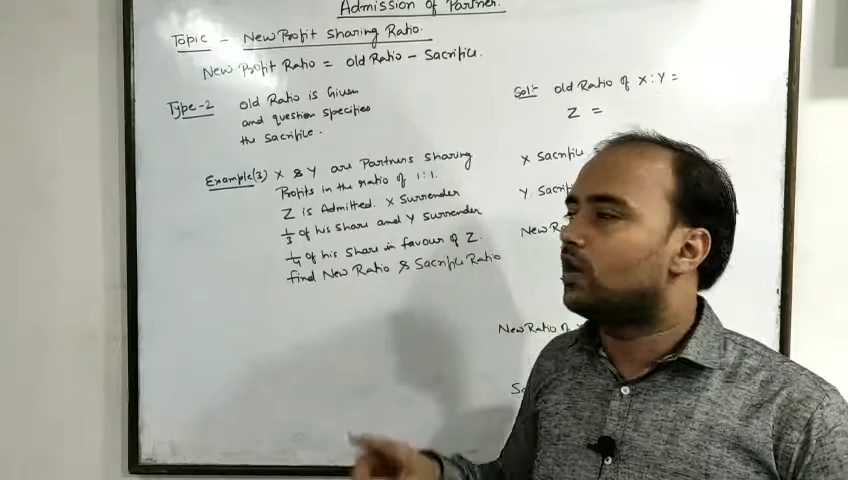 Admission of Partner.
Topic - New Profit Sharing Ratio.
New Profit Ratio = old Ratio - Sacrifice.
Type-2 old Ratio is Given
and question specifies
the Sacrifice.
Example(3) X & Y are Partners Sharing
Profits in the ratio of 1:1.
Z is Admitted. X Surrender
1/3 of his share and Y Surrender
1/4 of his Share in favour of Z.
find New Ratio & Sacrifice Ratio
Sol:- old Ratio of X:Y =
Z =
X Sacrifice
Y Sacri
New R
New Ratio of